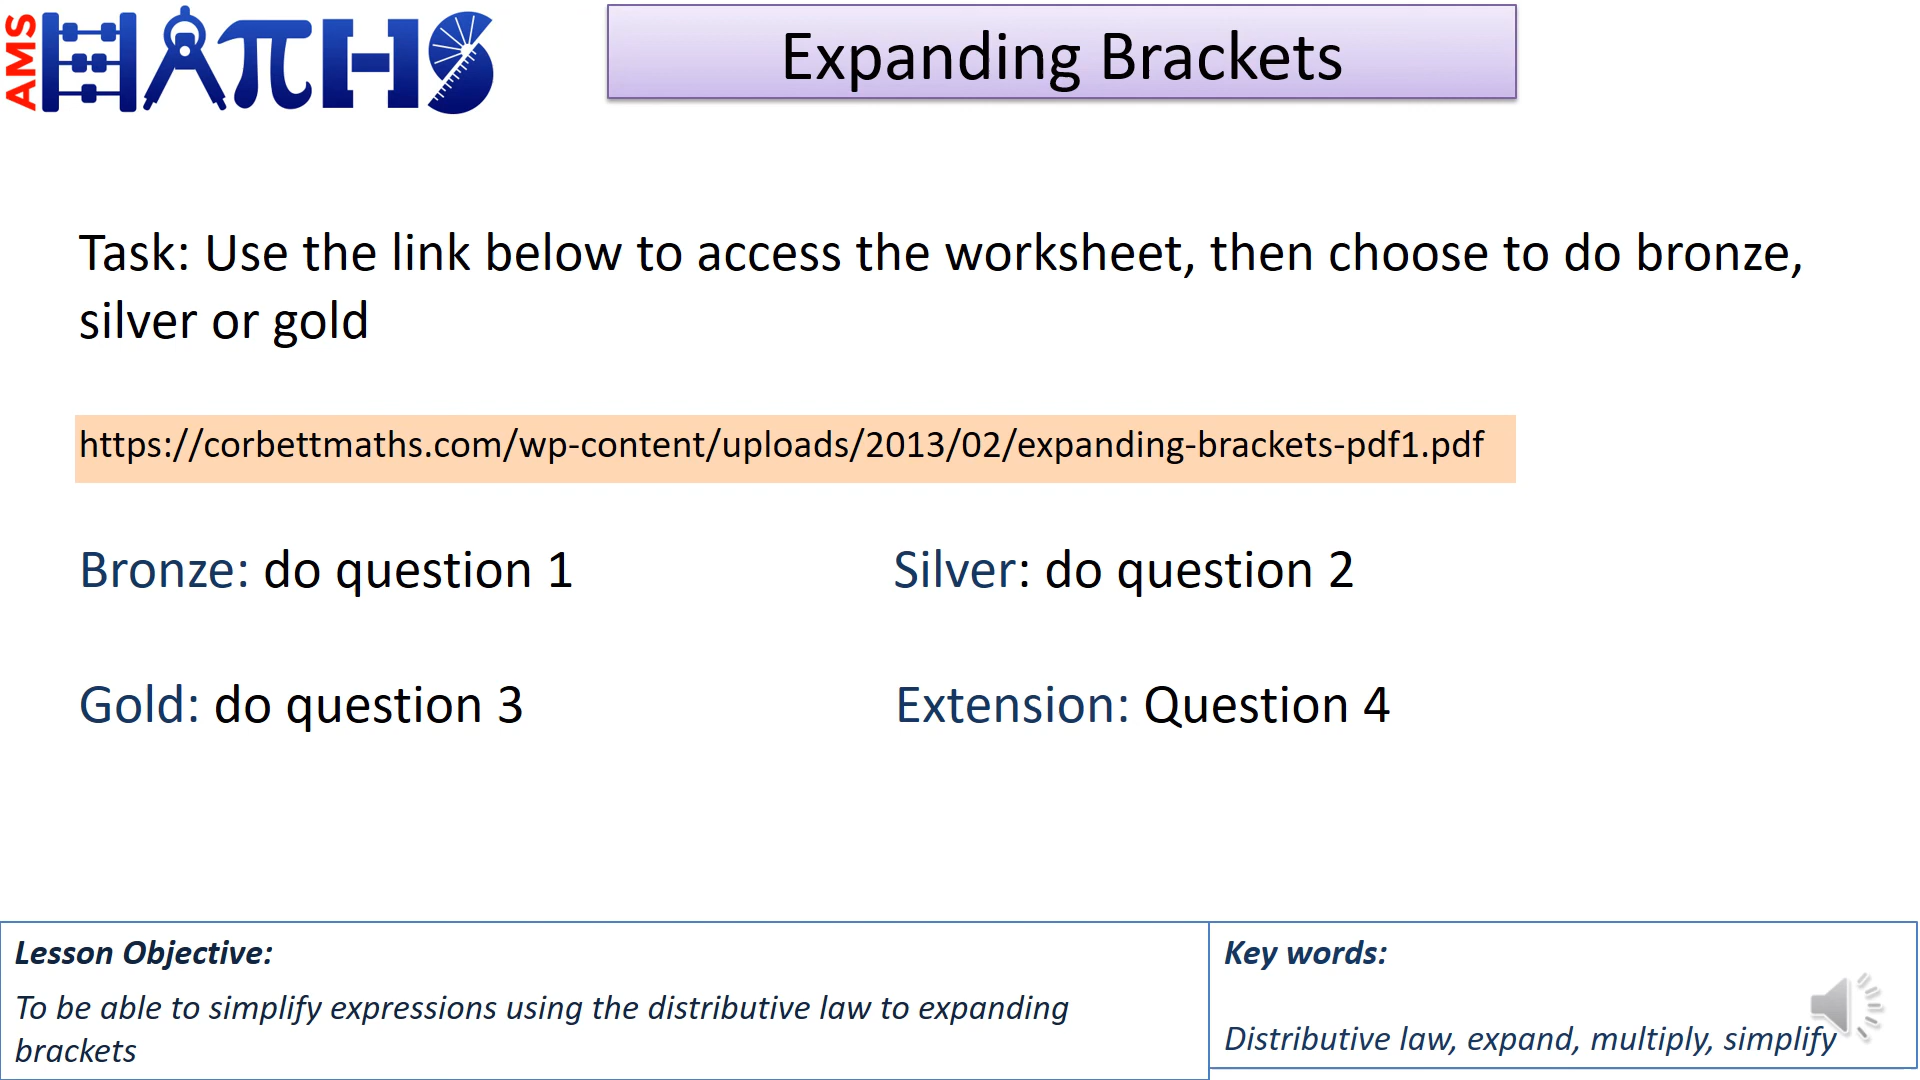 AMS MATHS
Expanding Brackets
Task: Use the link below to access the worksheet, then choose to do bronze,
silver or gold
https://corbettmaths.com/wp-content/uploads/2013/02/expanding-brackets-pdf1.pdf
Bronze: do question 1
Silver: do question 2
Gold: do question 3
Extension: Question 4
Lesson Objective:
To be able to simplify expressions using the distributive law to expanding
brackets
Key words:
Distributive law, expand, multiply, simplify